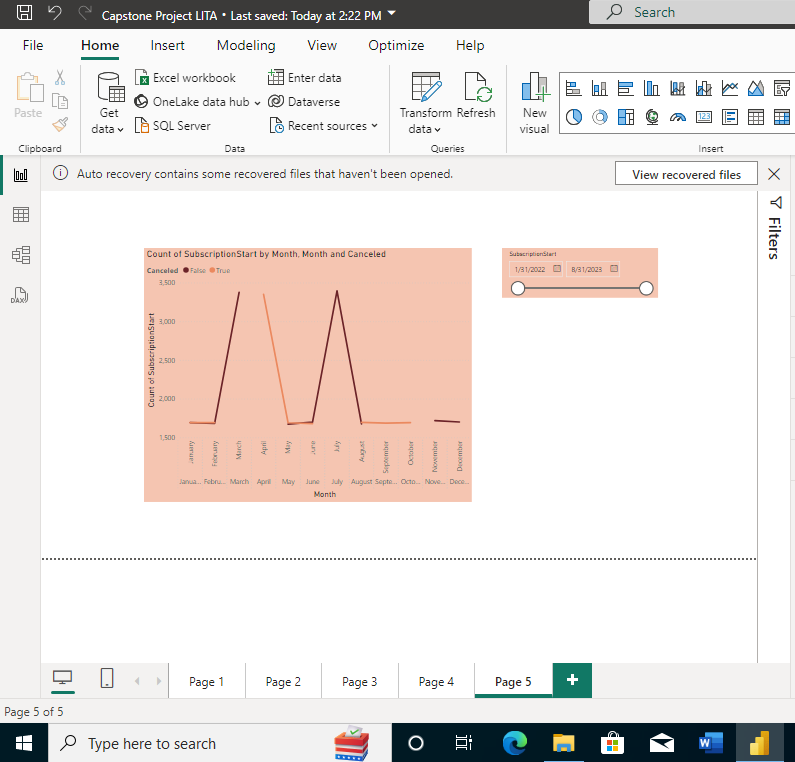 Capstone Project LITA • Last saved: Today at 2:22 PM
Search
File Home Insert Modeling View Optimize Help
Paste
Clipboard
Get data
Excel workbook
OneLake data hub
SQL Server
Enter data
Dataverse
Recent sources
Data
Transform data
Refresh
Queries
New visual
123
Insert
Auto recovery contains some recovered files that haven't been opened.
View recovered files
DAX
Filters
Count of SubscriptionStart by Month, Month and Canceled
Canceled False True
Count of SubscriptionStart
3,500
3,000
2,500
2,000
1,500
January February March April May June July August September October November December
Janua... Febru... March April May June July August Septe... Octo... Nove... Dece...
Month
SubscriptionStart
1/31/2022 8/31/2023
Page 1 Page 2 Page 3 Page 4 Page 5 +
Page 5 of 5
Type here to search
W